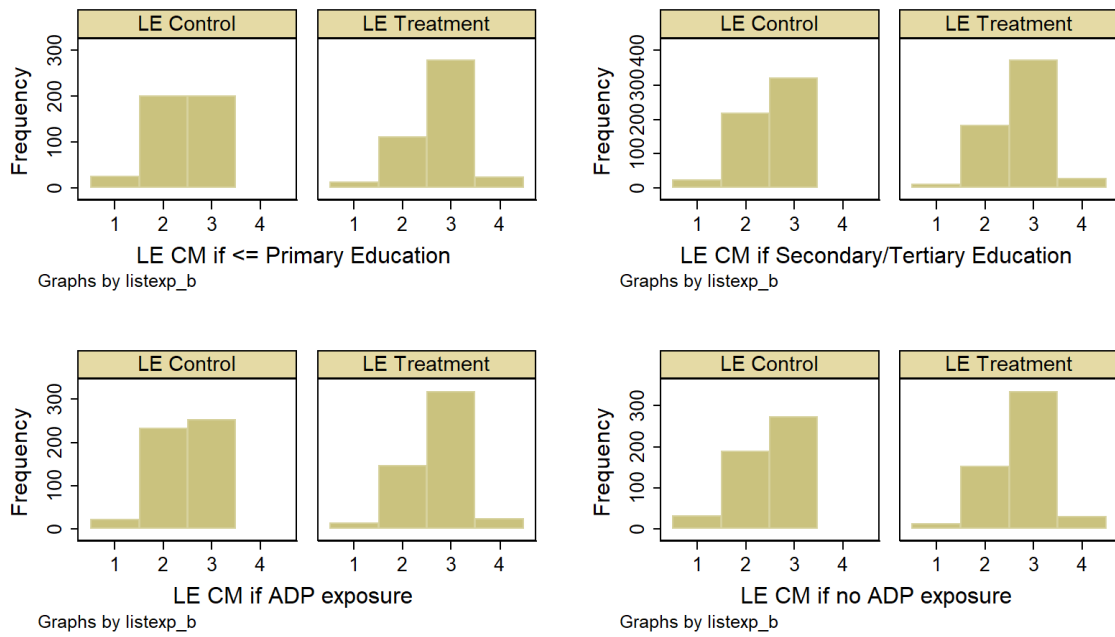 LE Control
LE Treatment
Frequency
300
200
100
0
1 2 3 4
1 2 3 4
LE CM if <= Primary Education
Graphs by listexp_b
LE Control
LE Treatment
Frequency
400
300
200
100
0
1 2 3 4
1 2 3 4
LE CM if Secondary/Tertiary Education
Graphs by listexp_b
LE Control
LE Treatment
Frequency
300
200
100
0
1 2 3 4
1 2 3 4
LE CM if ADP exposure
Graphs by listexp_b
LE Control
LE Treatment
Frequency
300
200
100
0
1 2 3 4
1 2 3 4
LE CM if no ADP exposure
Graphs by listexp_b